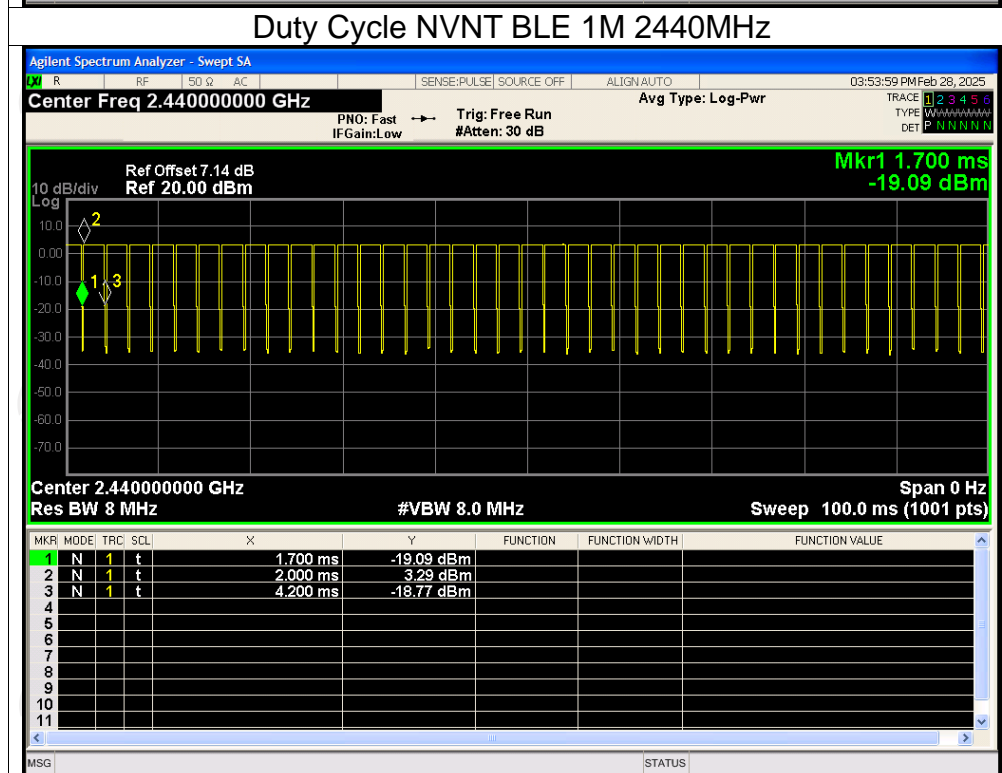 Duty Cycle NVNT BLE 1M 2440MHz
Agilent Spectrum Analyzer - Swept SA
LXI R RF 50 Ω AC SENSE:PULSE SOURCE OFF ALIGN AUTO 03:53:59 PM Feb 28, 2025
Center Freq 2.440000000 GHz Avg Type: Log-Pwr TRACE 1 2 3 4 5 6
PNO: Fast Trig: Free Run TYPE WWWWWW
IFGain:Low #Atten: 30 dB DET P N N N N N
Mkr1 1.700 ms
-19.09 dBm
Ref Offset 7.14 dB
10 dB/div Ref 20.00 dBm
Log
10.0
0.00
-10.0
-20.0
-30.0
-40.0
-50.0
-60.0
-70.0
2
1 3
Center 2.440000000 GHz Span 0 Hz
Res BW 8 MHz #VBW 8.0 MHz Sweep 100.0 ms (1001 pts)
MKR MODE TRC SCL X Y FUNCTION FUNCTION WIDTH FUNCTION VALUE
1 N 1 t 1.700 ms -19.09 dBm
2 N 1 t 2.000 ms 3.29 dBm
3 N 1 t 4.200 ms -18.77 dBm
4
5
6
7
8
9
10
11
MSG STATUS